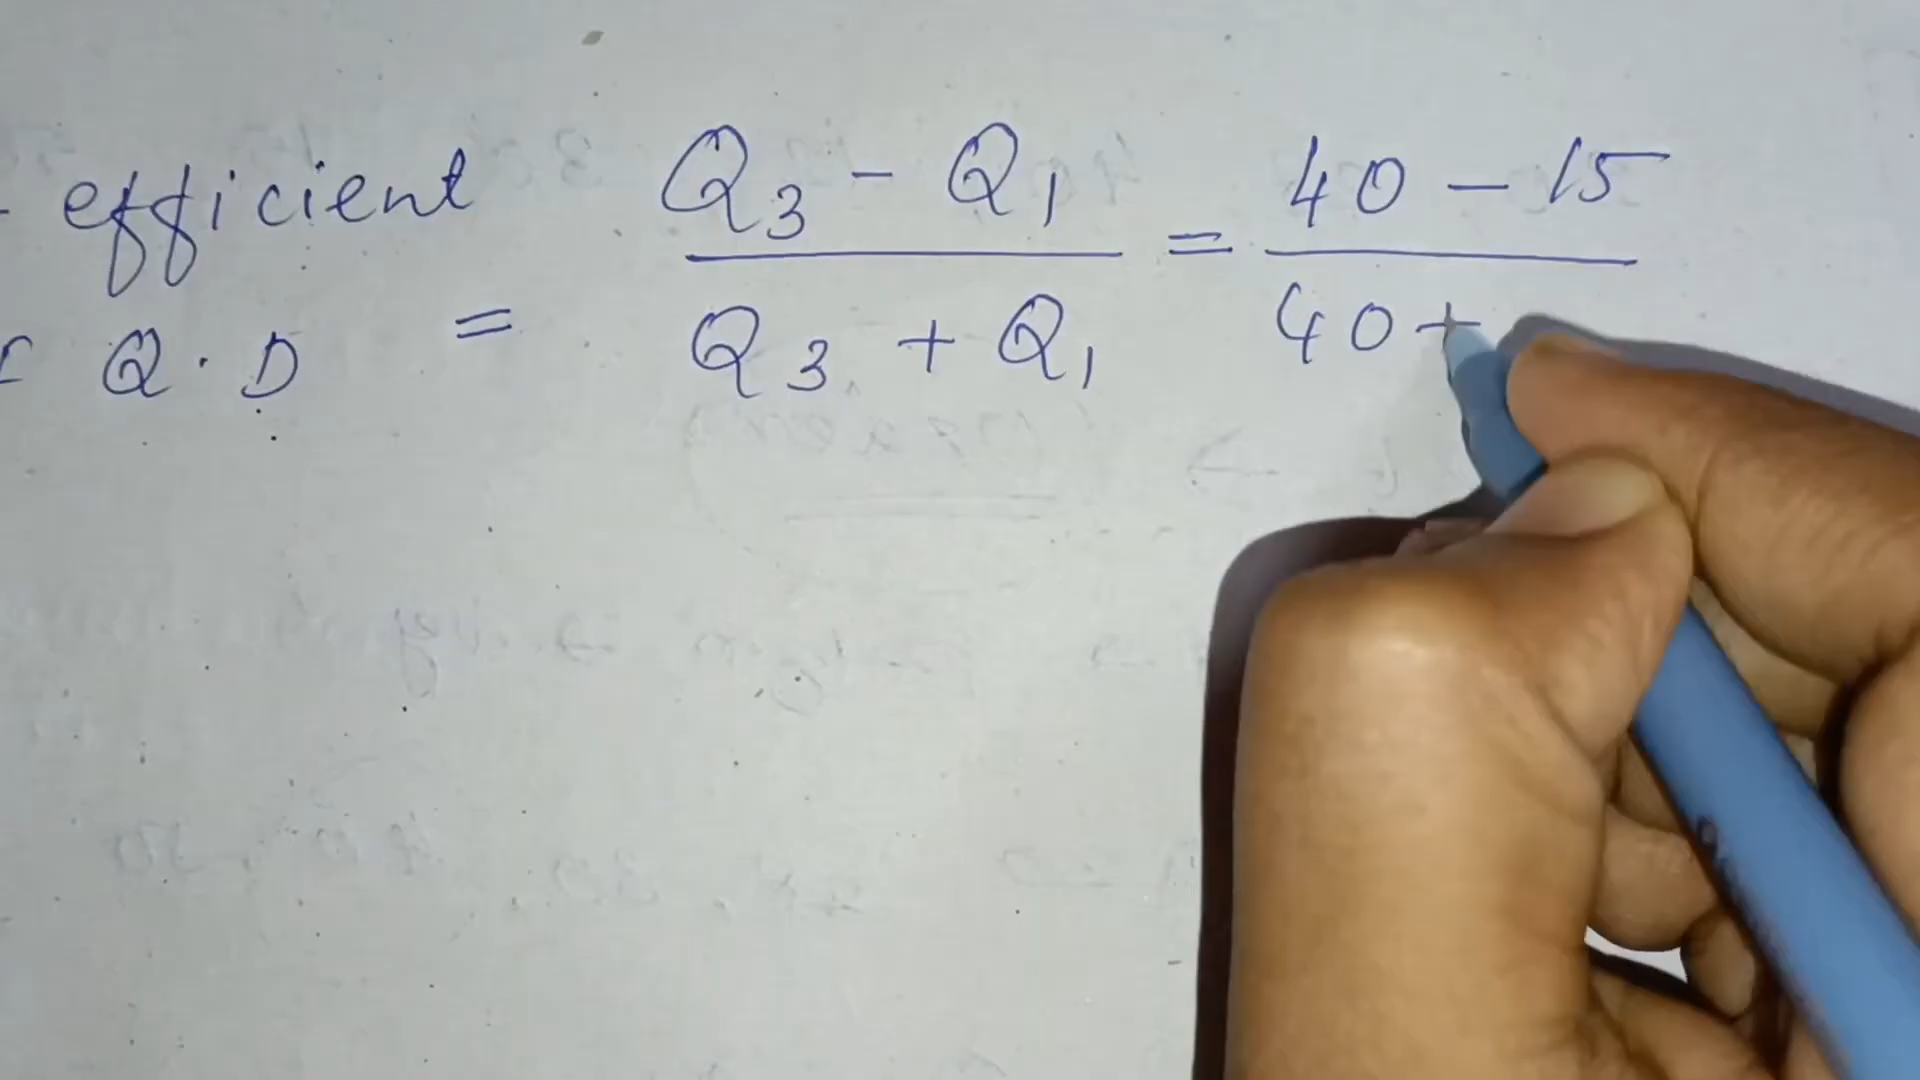 - efficient Q₃ - Q₁ = 40 - 15
f Q.D = Q₃ + Q₁ 40 +